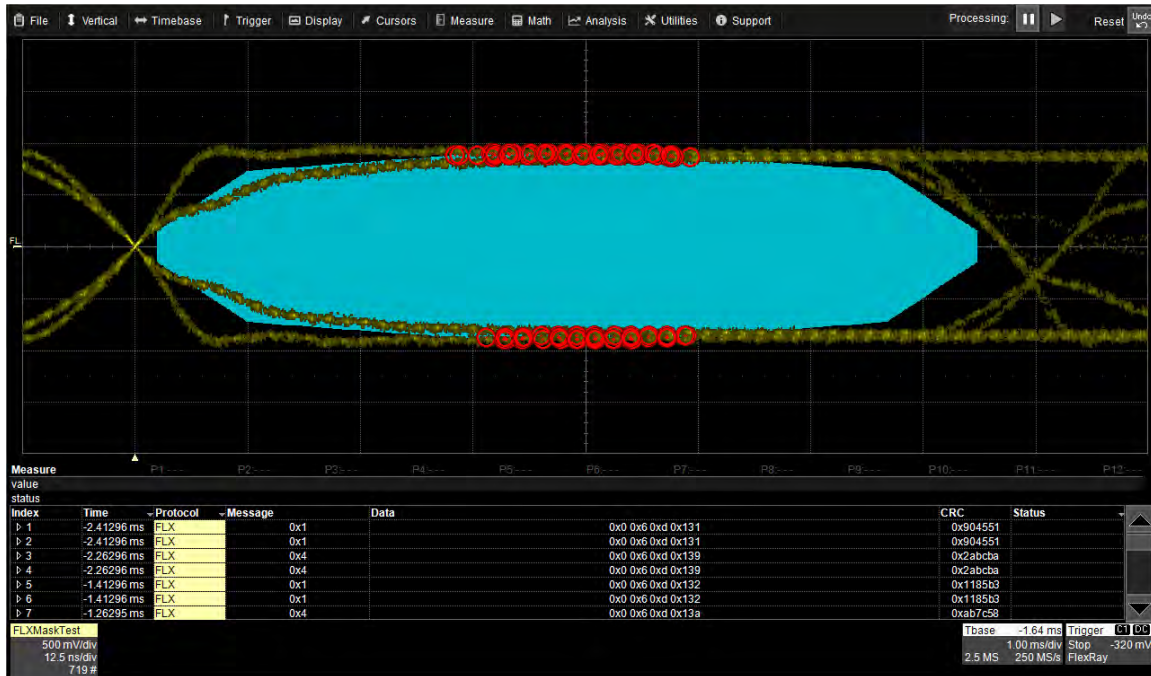 File Vertical Timebase Trigger Display Cursors Measure Math Analysis Utilities Support Processing: Reset Undo
FL
Measure P1:--- P2:--- P3:--- P4:--- P5:--- P6:--- P7:--- P8:--- P9:--- P10:--- P11:--- P12:---
value
status
Index Time Protocol Message Data CRC Status
1 -2.41296 ms FLX 0x1 0x0 0x6 0xd 0x131 0x904551
2 -2.41296 ms FLX 0x1 0x0 0x6 0xd 0x131 0x904551
3 -2.26296 ms FLX 0x4 0x0 0x6 0xd 0x139 0x2abcba
4 -2.26296 ms FLX 0x4 0x0 0x6 0xd 0x139 0x2abcba
5 -1.41296 ms FLX 0x1 0x0 0x6 0xd 0x132 0x1185b3
6 -1.41296 ms FLX 0x1 0x0 0x6 0xd 0x132 0x1185b3
7 -1.26295 ms FLX 0x4 0x0 0x6 0xd 0x13a 0xab7c58
FLXMaskTest Tbase -1.64 ms Trigger C1 DC
500 mV/div 1.00 ms/div Stop -320 mV
12.5 ns/div 2.5 MS 250 MS/s FlexRay
719 #